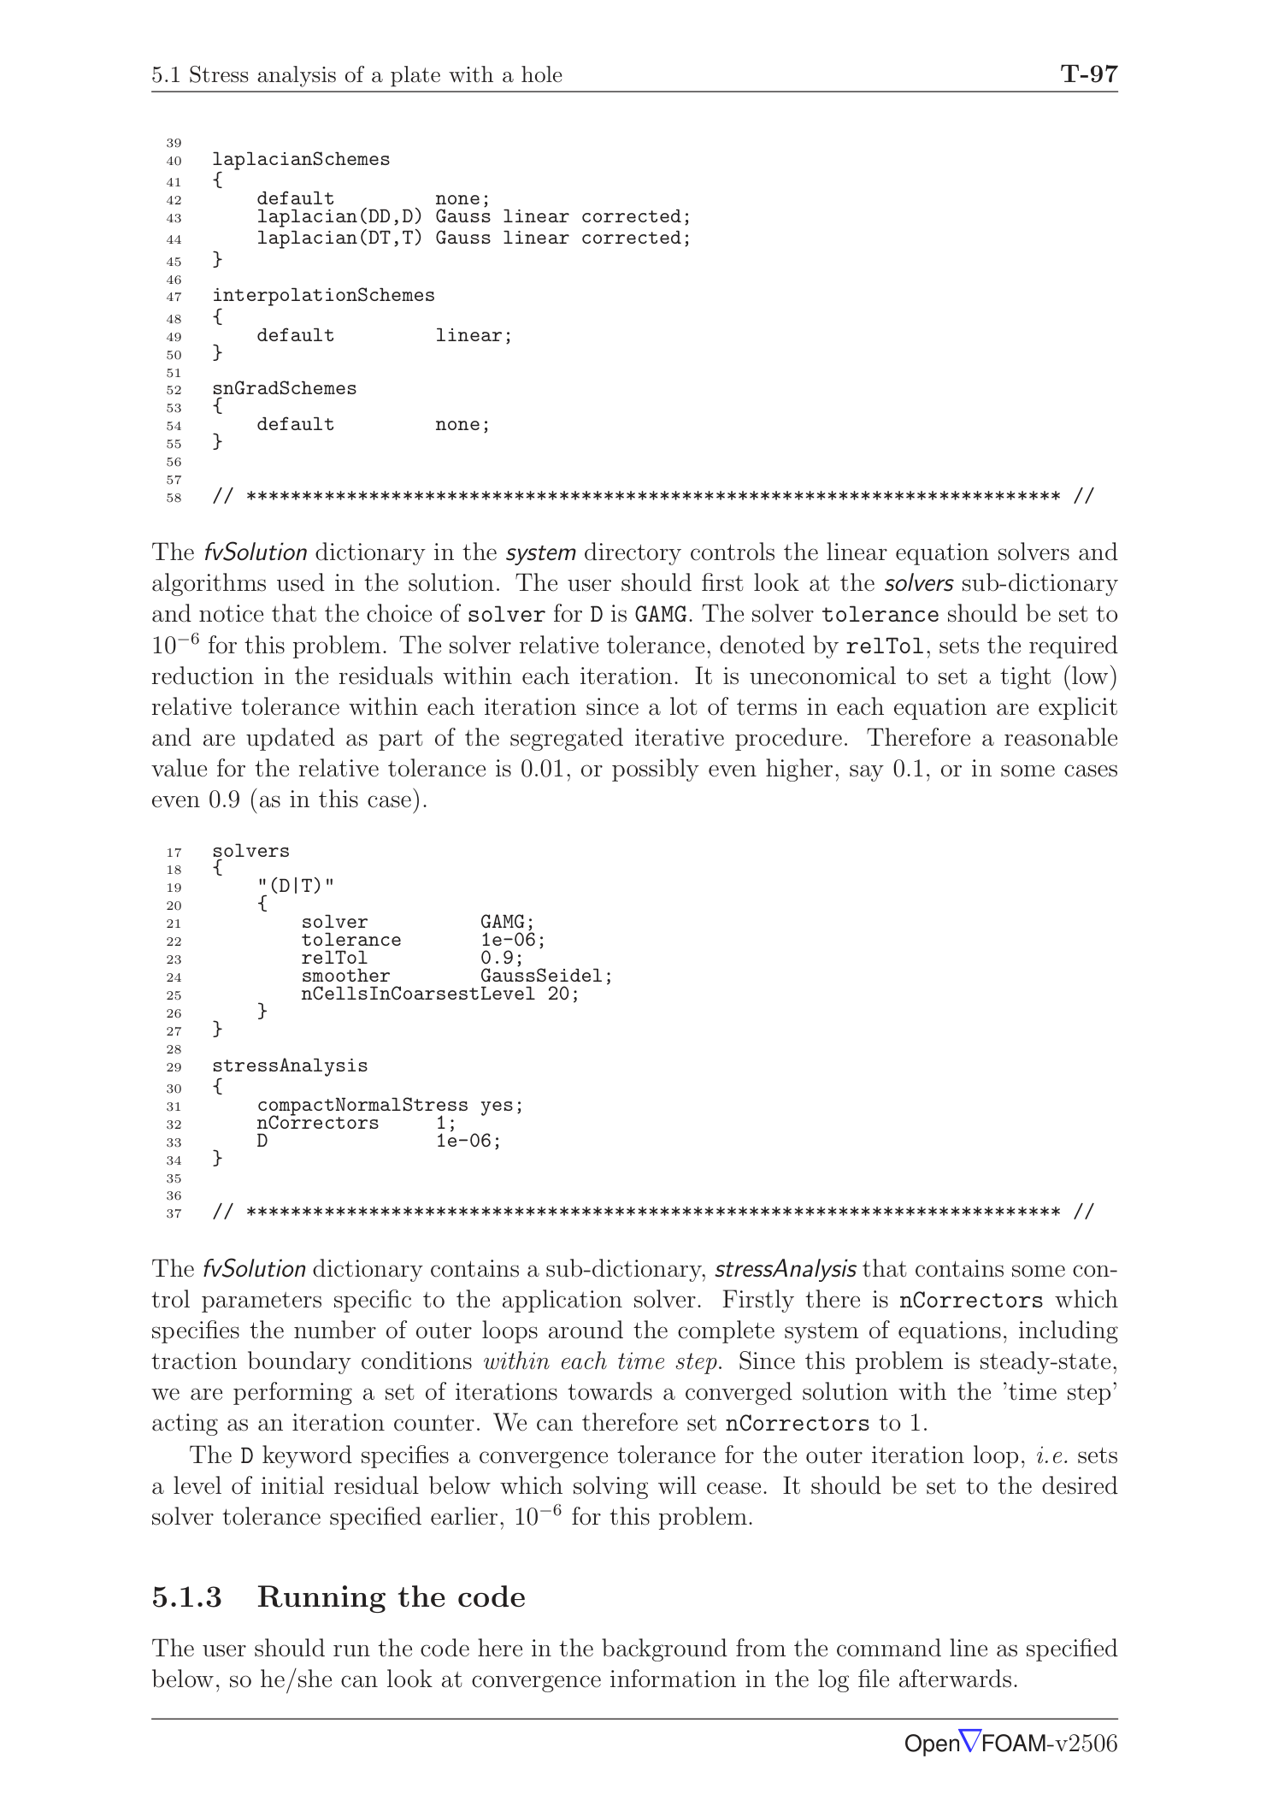 5.1 Stress analysis of a plate with a hole T-97
39
40 laplacianSchemes
41 {
42     default         none;
43     laplacian(DD,D) Gauss linear corrected;
44     laplacian(DT,T) Gauss linear corrected;
45 }
46
47 interpolationSchemes
48 {
49     default         linear;
50 }
51
52 snGradSchemes
53 {
54     default         none;
55 }
56
57
58 // ************************************************************************* //
The fvSolution dictionary in the system directory controls the linear equation solvers and
algorithms used in the solution. The user should first look at the solvers sub-dictionary
and notice that the choice of solver for D is GAMG. The solver tolerance should be set to
10⁻⁶ for this problem. The solver relative tolerance, denoted by relTol, sets the required
reduction in the residuals within each iteration. It is uneconomical to set a tight (low)
relative tolerance within each iteration since a lot of terms in each equation are explicit
and are updated as part of the segregated iterative procedure. Therefore a reasonable
value for the relative tolerance is 0.01, or possibly even higher, say 0.1, or in some cases
even 0.9 (as in this case).
17 solvers
18 {
19     "(D|T)"
20     {
21         solver          GAMG;
22         tolerance       1e-06;
23         relTol          0.9;
24         smoother        GaussSeidel;
25         nCellsInCoarsestLevel 20;
26     }
27 }
28
29 stressAnalysis
30 {
31     compactNormalStress yes;
32     nCorrectors     1;
33     D               1e-06;
34 }
35
36
37 // ************************************************************************* //
The fvSolution dictionary contains a sub-dictionary, stressAnalysis that contains some con-
trol parameters specific to the application solver. Firstly there is nCorrectors which
specifies the number of outer loops around the complete system of equations, including
traction boundary conditions within each time step. Since this problem is steady-state,
we are performing a set of iterations towards a converged solution with the 'time step'
acting as an iteration counter. We can therefore set nCorrectors to 1.
The D keyword specifies a convergence tolerance for the outer iteration loop, i.e. sets
a level of initial residual below which solving will cease. It should be set to the desired
solver tolerance specified earlier, 10⁻⁶ for this problem.
5.1.3 Running the code
The user should run the code here in the background from the command line as specified
below, so he/she can look at convergence information in the log file afterwards.
Open∇FOAM-v2506